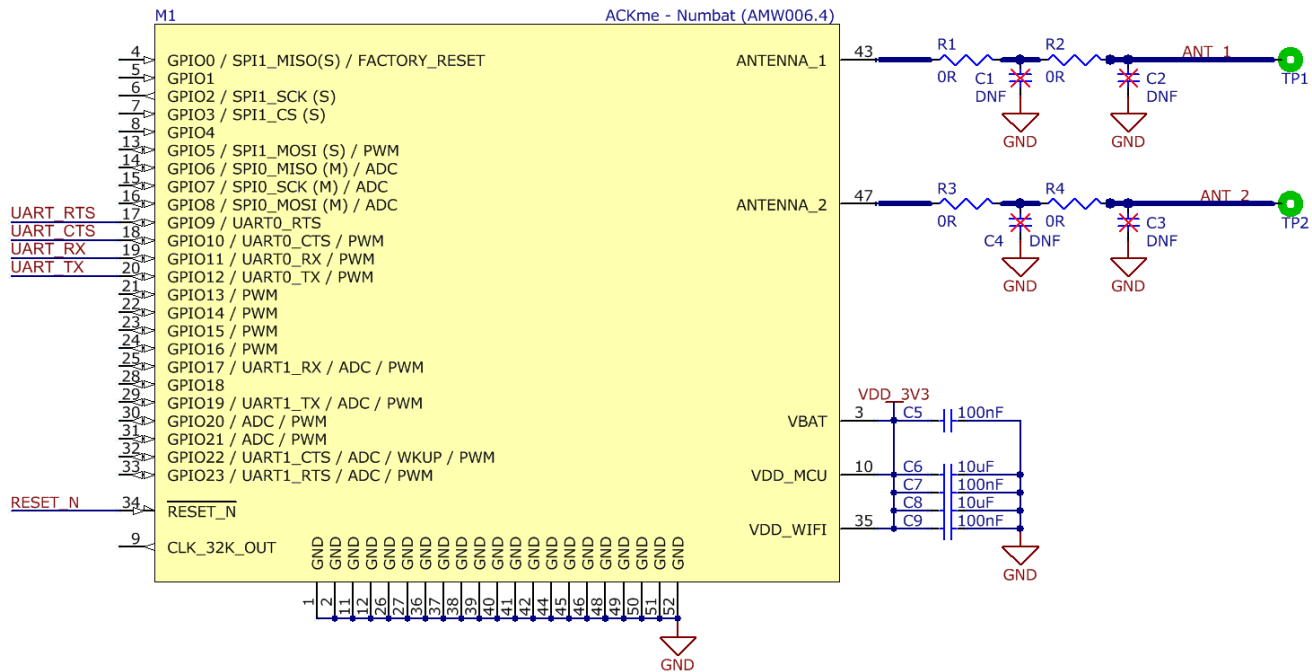 M1
ACKme - Numbat (AMW006.4)
4 GPIO0 / SPI1_MISO(S) / FACTORY_RESET
5 GPIO1
6 GPIO2 / SPI1_SCK (S)
7 GPIO3 / SPI1_CS (S)
8 GPIO4
13 GPIO5 / SPI1_MOSI (S) / PWM
14 GPIO6 / SPI0_MISO (M) / ADC
15 GPIO7 / SPI0_SCK (M) / ADC
16 GPIO8 / SPI0_MOSI (M) / ADC
UART_RTS 17 GPIO9 / UART0_RTS
UART_CTS 18 GPIO10 / UART0_CTS / PWM
UART_RX 19 GPIO11 / UART0_RX / PWM
UART_TX 20 GPIO12 / UART0_TX / PWM
21 GPIO13 / PWM
22 GPIO14 / PWM
23 GPIO15 / PWM
24 GPIO16 / PWM
25 GPIO17 / UART1_RX / ADC / PWM
28 GPIO18
29 GPIO19 / UART1_TX / ADC / PWM
30 GPIO20 / ADC / PWM
31 GPIO21 / ADC / PWM
32 GPIO22 / UART1_CTS / ADC / WKUP / PWM
33 GPIO23 / UART1_RTS / ADC / PWM
RESET_N 34 RESET_N
9 CLK_32K_OUT
GND GND GND GND GND GND GND GND GND GND GND GND GND GND GND GND GND GND GND GND GND
1 2 11 12 26 27 36 37 38 39 40 41 42 44 45 46 48 49 50 51 52
GND
ANTENNA_1 43 R1 R2 ANT_1
0R C1 0R C2 TP1
DNF DNF
GND GND
ANTENNA_2 47 R3 R4 ANT_2
0R 0R C3 TP2
C4 DNF DNF
GND GND
VDD_3V3
VBAT 3 C5 100nF
VDD_MCU 10 C6 10uF
C7 100nF
C8 10uF
VDD_WIFI 35 C9 100nF
GND